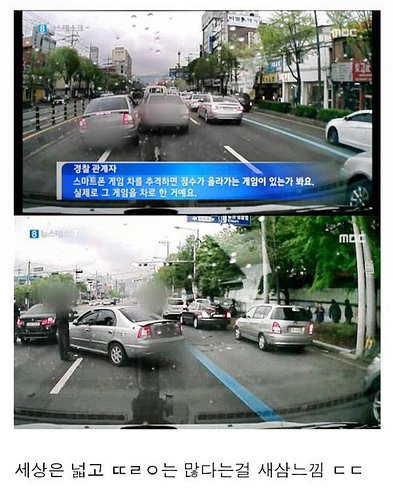 8 뉴스데스크
MBC
경찰 관계자
스마트폰 게임 차를 추격하면 점수가 올라가는 게임이 있는가 봐요.
실제로 그 게임을 차로 한 거예요.
8 뉴스데스크
MBC
세상은 넓고 ㄸㄹㅇ는 많다는걸 새삼느낌 ㄷㄷ